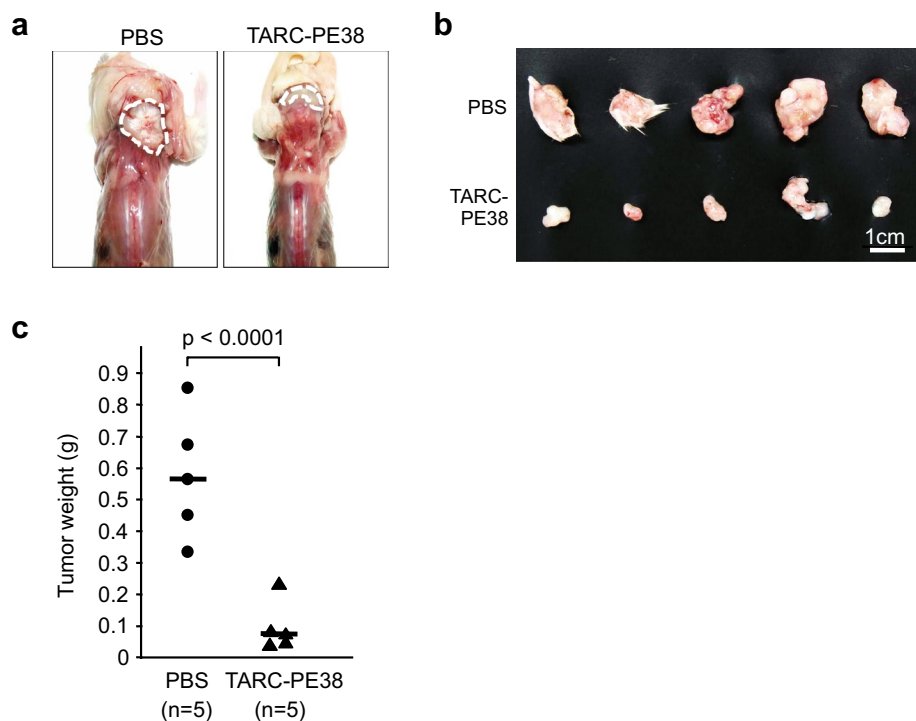 a
PBS
TARC-PE38
b
PBS
TARC-
PE38
1cm
c
p < 0.0001
Tumor weight (g)
0.9
0.8
0.7
0.6
0.5
0.4
0.3
0.2
0.1
0
PBS
(n=5)
TARC-PE38
(n=5)